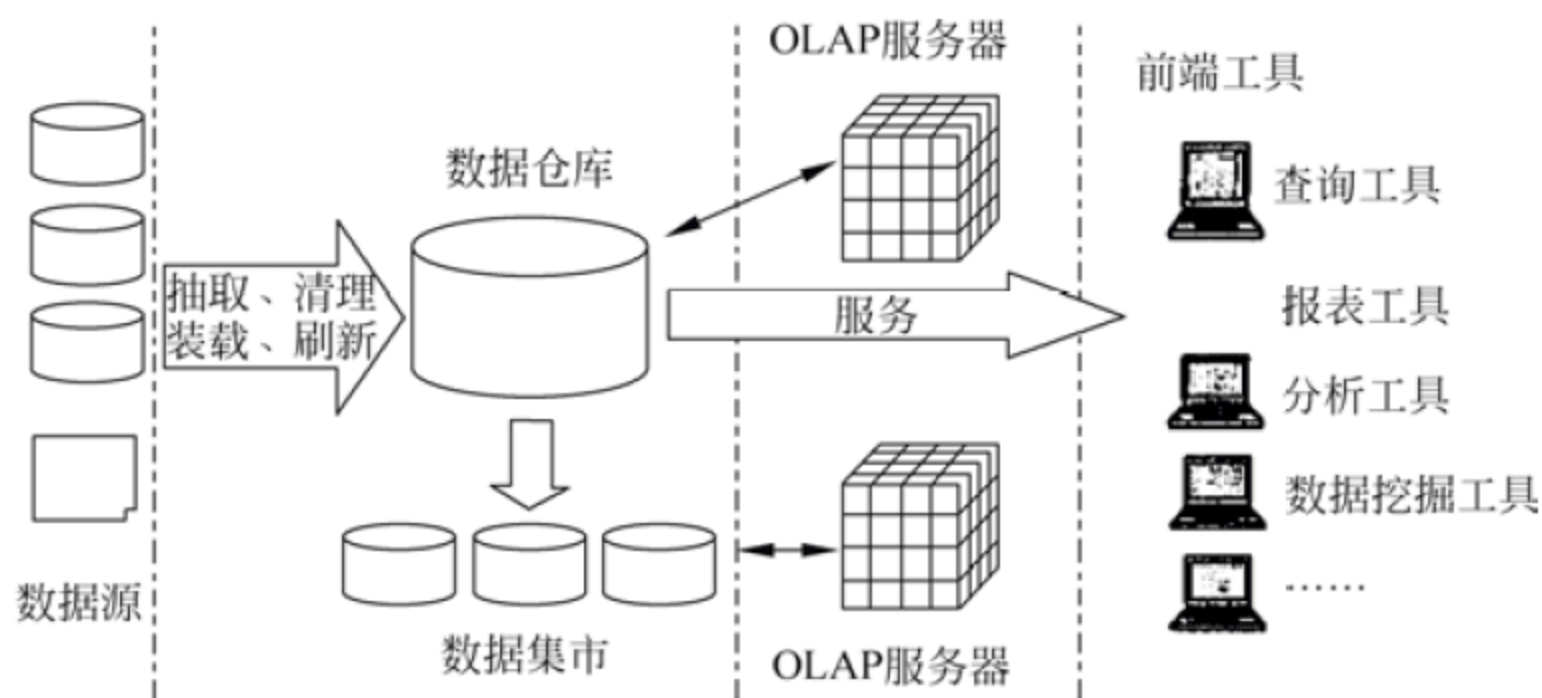 OLAP服务器
前端工具
数据仓库
查询工具
抽取、清理
装载、刷新
服务
报表工具
分析工具
数据挖掘工具
……
数据源
数据集市
OLAP服务器